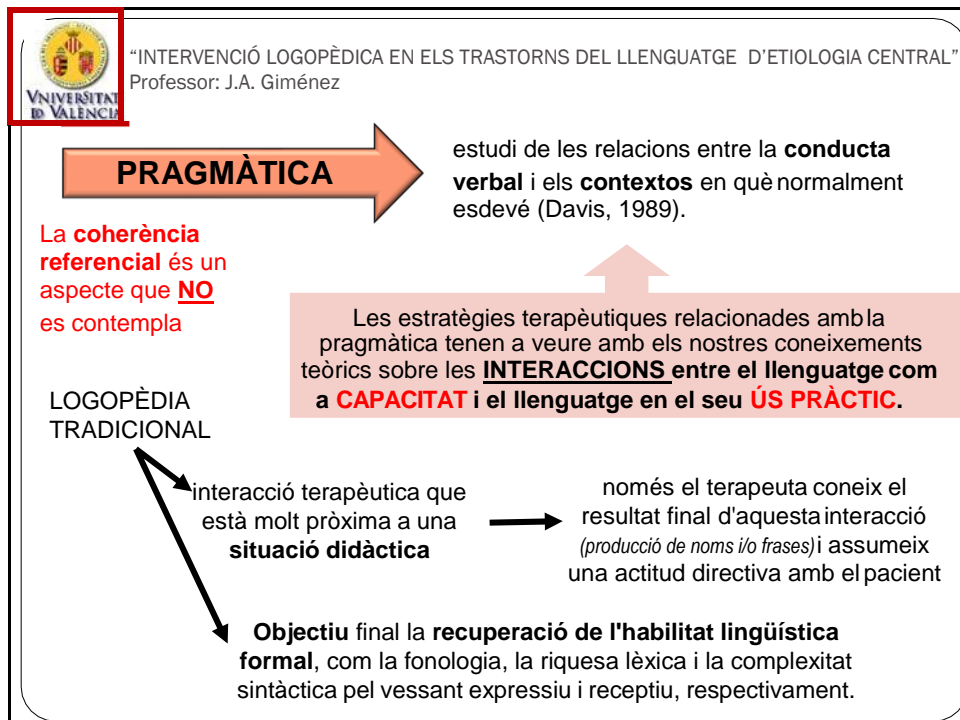 VNIVERSITAT
ID VALÈNCIA
“INTERVENCIÓ LOGOPÈDICA EN ELS TRASTORNS DEL LLENGUATGE D’ETIOLOGIA CENTRAL”
Professor: J.A. Giménez
PRAGMÀTICA
estudi de les relacions entre la conducta
verbal i els contextos en què normalment
esdevé (Davis, 1989).
La coherència
referencial és un
aspecte que NO
es contempla
Les estratègies terapèutiques relacionades amb la
pragmàtica tenen a veure amb els nostres coneixements
teòrics sobre les INTERACCIONS entre el llenguatge com
a CAPACITAT i el llenguatge en el seu ÚS PRÀCTIC.
LOGOPÈDIA
TRADICIONAL
interacció terapèutica que
està molt pròxima a una
situació didàctica
només el terapeuta coneix el
resultat final d'aquesta interacció
(producció de noms i/o frases) i assumeix
una actitud directiva amb el pacient
Objectiu final la recuperació de l'habilitat lingüística
formal, com la fonologia, la riquesa lèxica i la complexitat
sintàctica pel vessant expressiu i receptiu, respectivament.